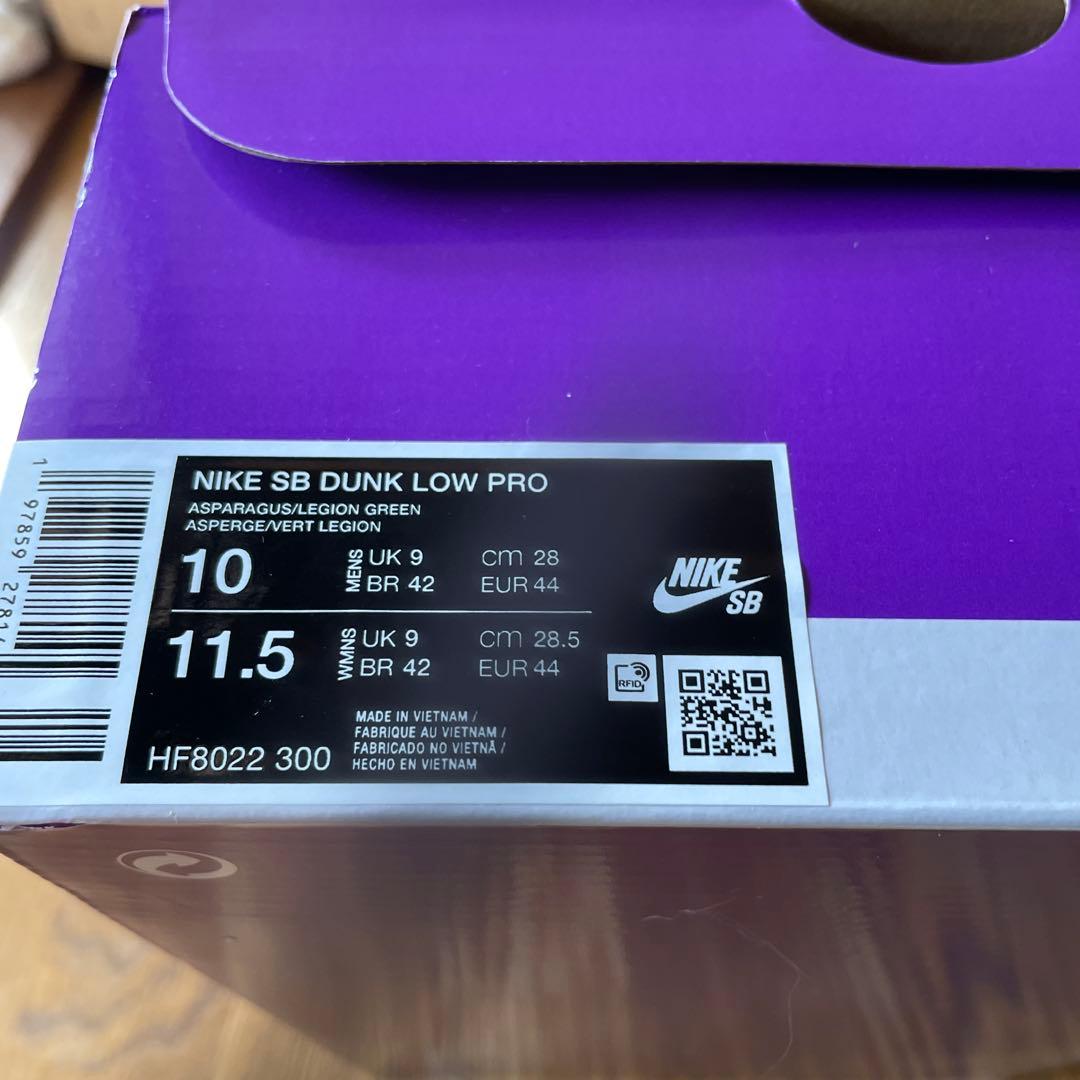 NIKE SB DUNK LOW PRO
ASPARAGUS/LEGION GREEN
ASPERGE/VERT LEGION
10 MENS UK 9 cm 28
BR 42 EUR 44
11.5 WMNS UK 9 cm 28.5
BR 42 EUR 44
NIKE
SB
RFID
MADE IN VIETNAM /
FABRIQUE AU VIETNAM /
FABRICADO NO VIETNÃ /
HECHO EN VIETNAM
HF8022 300
1 97859